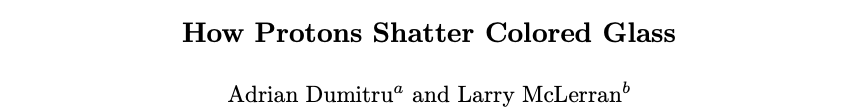 How Protons Shatter Colored Glass
Adrian Dumitru^a and Larry McLerran^b